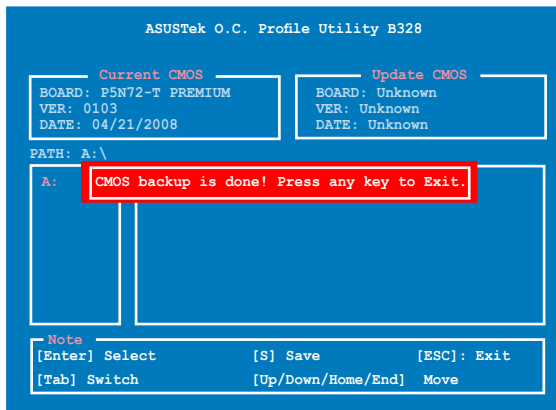 ASUSTek O.C. Profile Utility B328
Current CMOS
BOARD: P5N72-T PREMIUM
VER: 0103
DATE: 04/21/2008
Update CMOS
BOARD: Unknown
VER: Unknown
DATE: Unknown
PATH: A:\
A:
CMOS backup is done! Press any key to Exit.
Note
[Enter] Select [S] Save [ESC]: Exit
[Tab] Switch [Up/Down/Home/End] Move